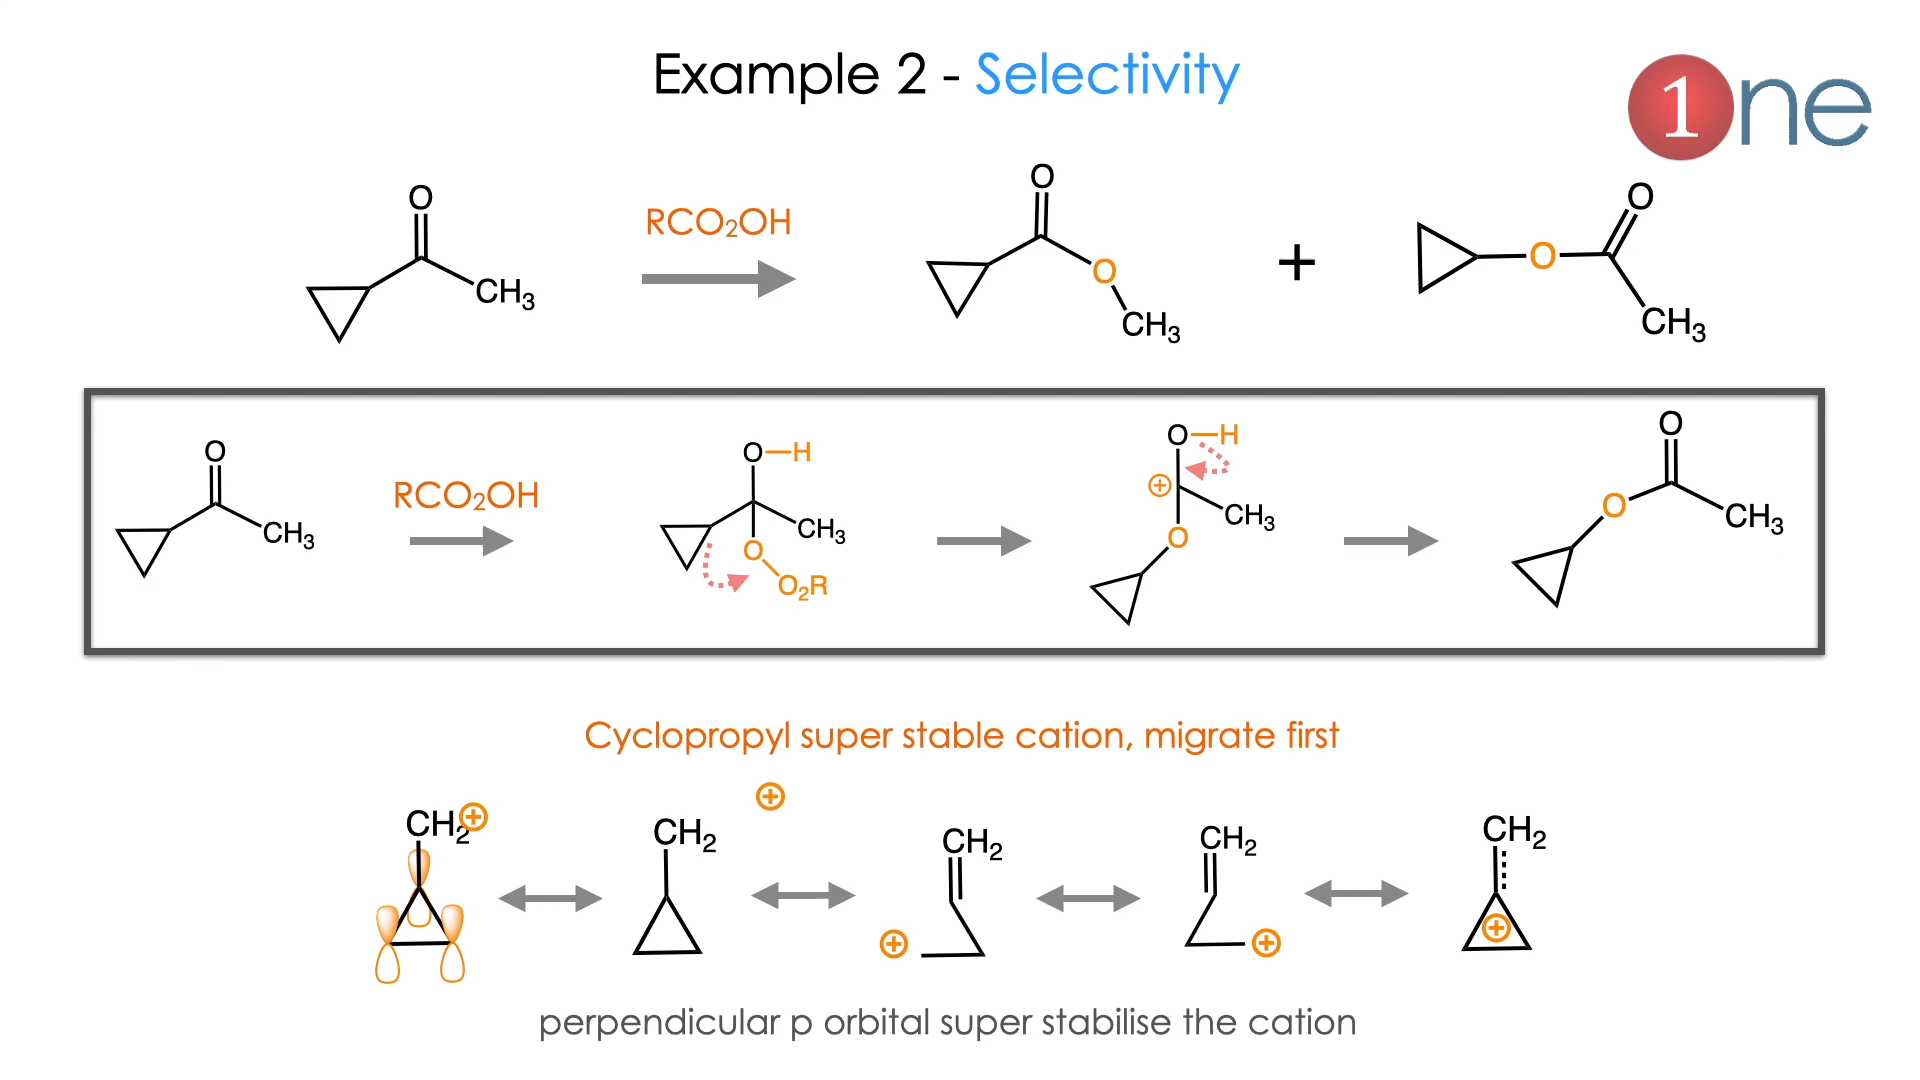 Example 2 - Selectivity
1ne
O
CH₃
RCO₂OH
O
O
CH₃
+
O
O
CH₃
O
CH₃
RCO₂OH
O—H
CH₃
O
O₂R
O—H
⊕
CH₃
O
O
O
CH₃
Cyclopropyl super stable cation, migrate first
CH₂⊕
CH₂
⊕
CH₂
⊕
CH₂
⊕
CH₂
⊕
perpendicular p orbital super stabilise the cation